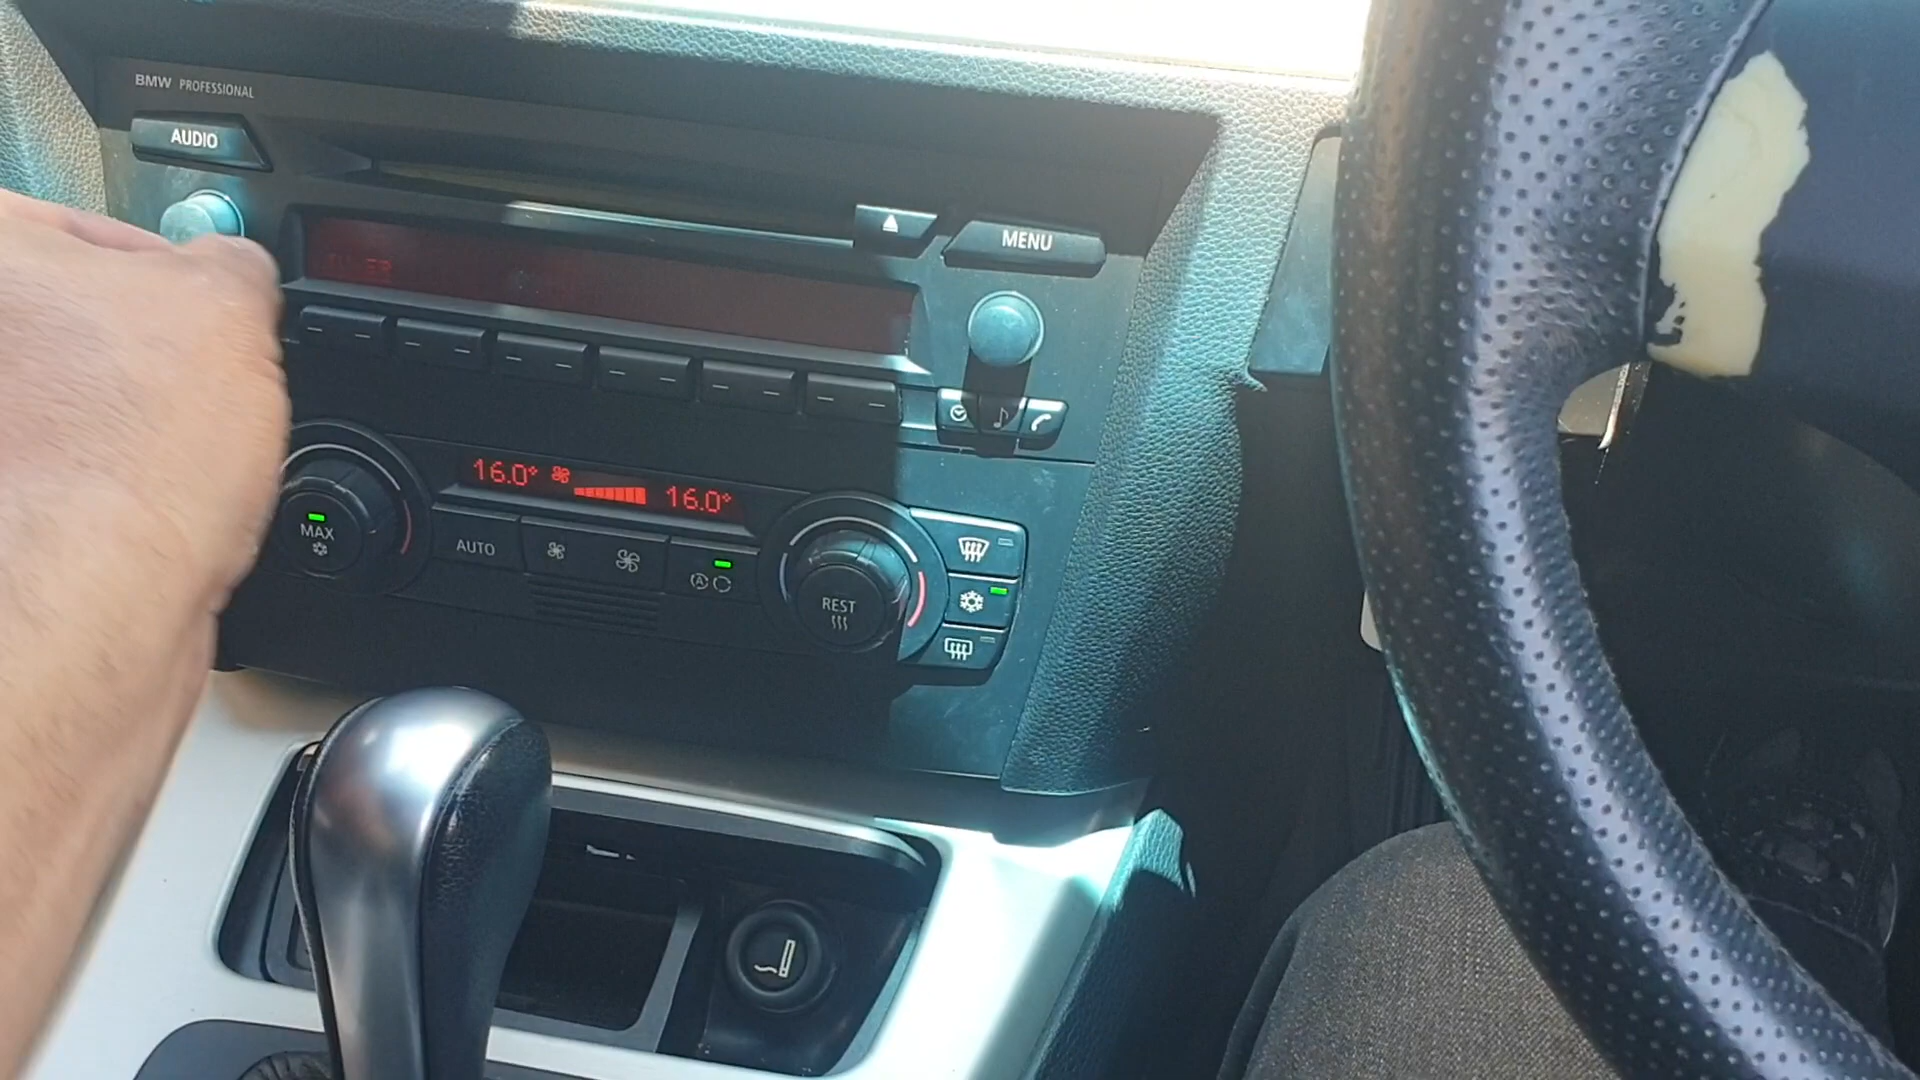 BMW PROFESSIONAL
AUDIO
MENU
16.0° 16.0°
MAX
AUTO
A
REST